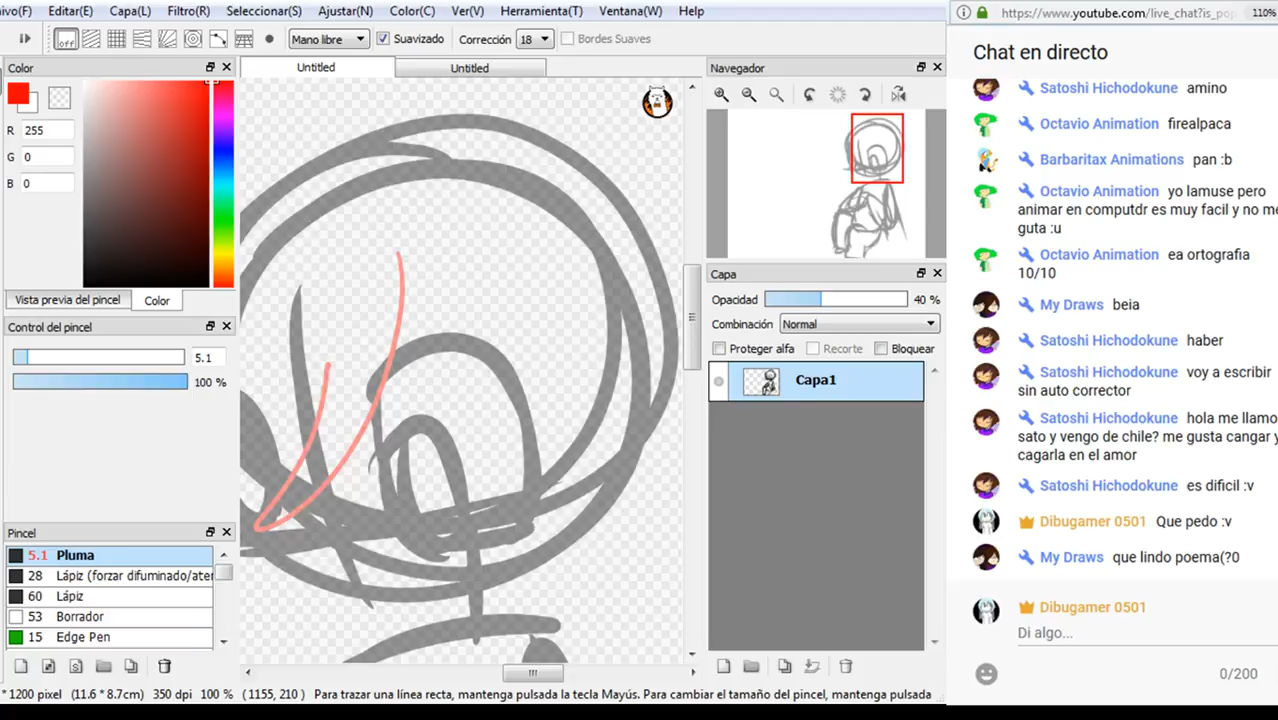 ivo(F) Editar(E) Capa(L) Filtro(R) Seleccionar(S) Ajustar(N) Color(C) Ver(V) Herramienta(T) Ventana(W) Help
off Mano libre Suavizado Corrección 18 Bordes Suaves
Color
R 255
G 0
B 0
Vista previa del pincel Color
Control del pincel
5.1
100 %
Pincel
5.1 Pluma
28 Lápiz (forzar difuminado/ater
60 Lápiz
53 Borrador
15 Edge Pen
Untitled Untitled
Navegador
Capa
Opacidad 40 %
Combinación Normal
Proteger alfa Recorte Bloquear
Capa1
* 1200 pixel (11.6 * 8.7cm) 350 dpi 100 % (1155, 210) Para trazar una línea recta, mantenga pulsada la tecla Mayús. Para cambiar el tamaño del pincel, mantenga pulsada
https://www.youtube.com/live_chat?is_pop 110%
Chat en directo
Satoshi Hichodokune amino
Octavio Animation firealpaca
Barbaritax Animations pan :b
Octavio Animation yo lamuse pero
animar en computdr es muy facil y no me
guta :u
Octavio Animation ea ortografia
10/10
My Draws beia
Satoshi Hichodokune haber
Satoshi Hichodokune voy a escribir
sin auto corrector
Satoshi Hichodokune hola me llamo
sato y vengo de chile? me gusta cangar y
cagarla en el amor
Satoshi Hichodokune es dificil :v
Dibugamer 0501 Que pedo :v
My Draws que lindo poema(?0
Dibugamer 0501
Di algo...
0/200